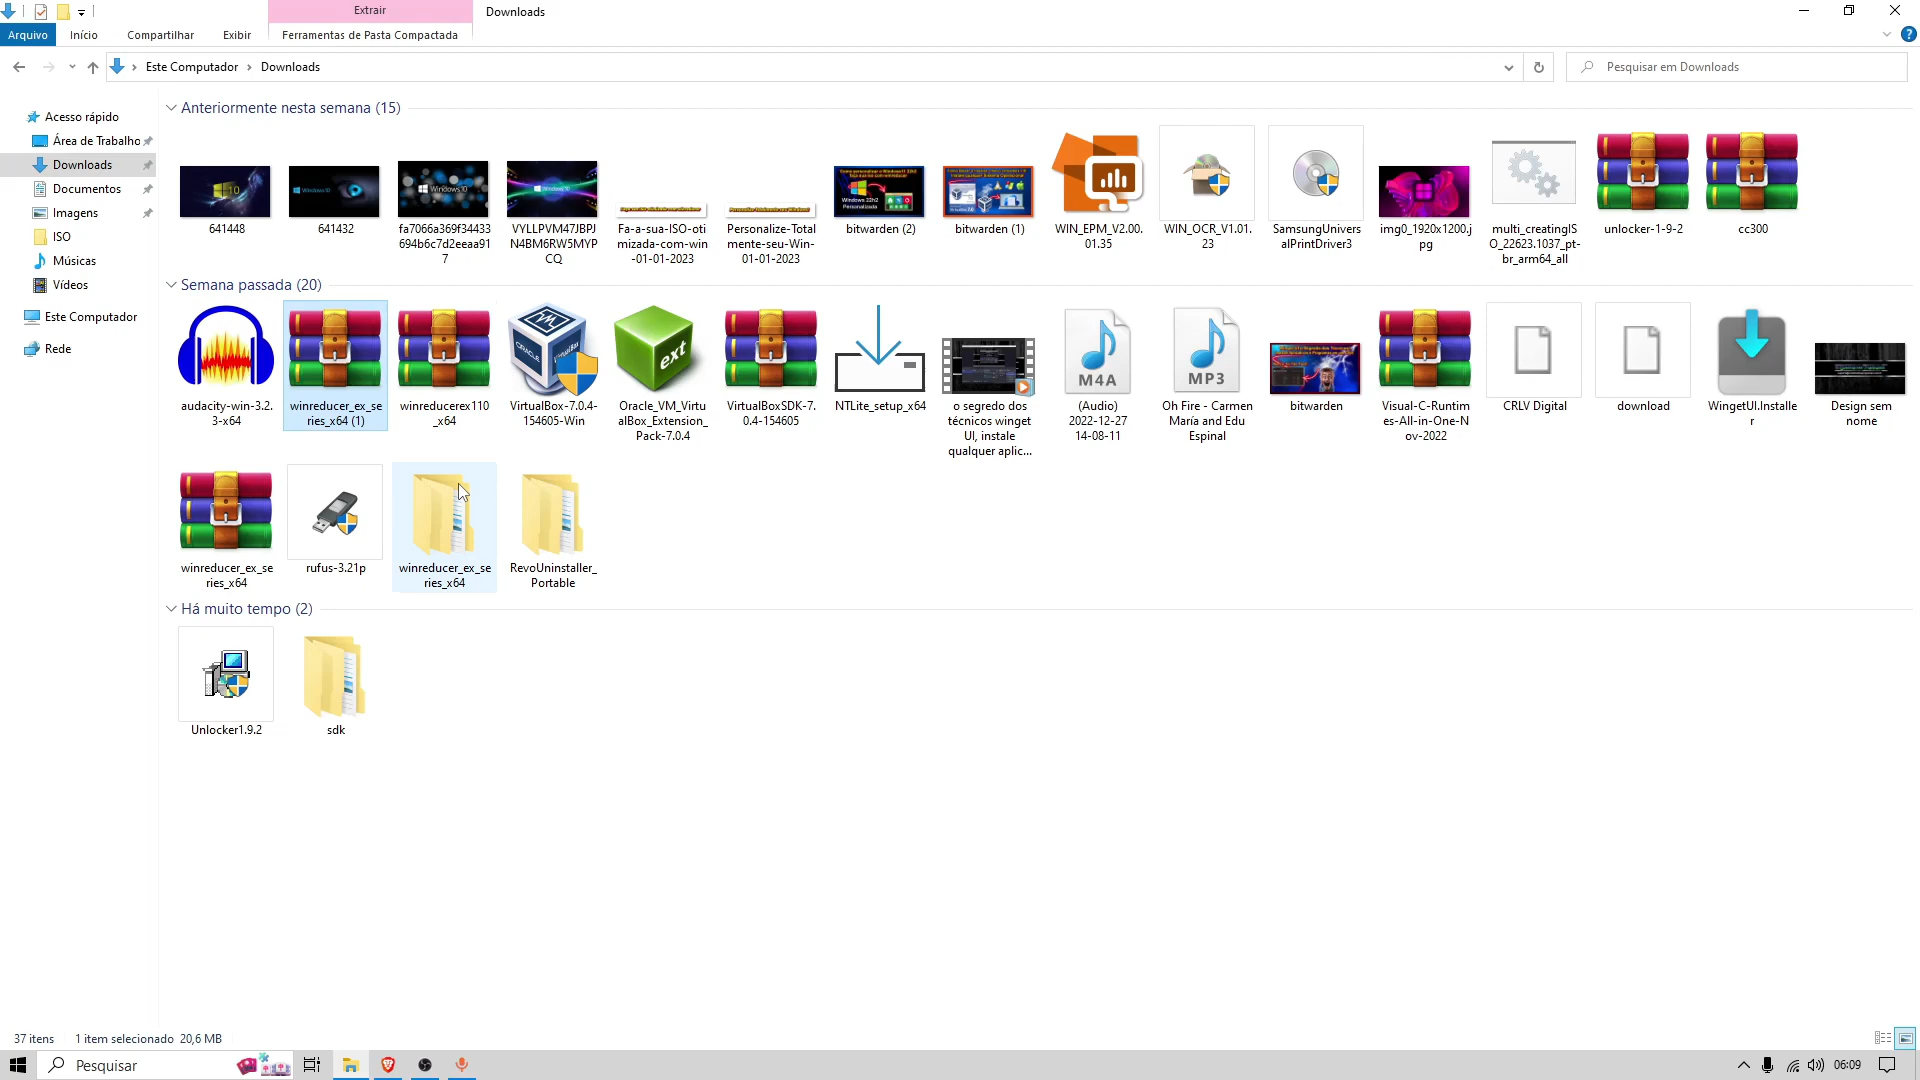 Extrair
Downloads
Arquivo
Início
Compartilhar
Exibir
Ferramentas de Pasta Compactada
Este Computador
Downloads
Pesquisar em Downloads
Acesso rápido
Área de Trabalho
Downloads
Documentos
Imagens
ISO
Músicas
Vídeos
Este Computador
Rede
Anteriormente nesta semana (15)
641448
641432
fa7066a369f34433
694b6c7d2eeaa91
7
VYLLPVM47JBPJ
N4BM6RW5MYP
CQ
Fa-a-sua-ISO-oti
mizada-com-win
-01-01-2023
Personalize-Total
mente-seu-Win-
01-01-2023
bitwarden (2)
bitwarden (1)
WIN_EPM_V2.00.
01.35
WIN_OCR_V1.01.
23
SamsungUnivers
alPrintDriver3
img0_1920x1200.j
pg
multi_creatingIS
O_22623.1037_pt-
br_arm64_all
unlocker-1-9-2
cc300
Semana passada (20)
audacity-win-3.2.
3-x64
winreducer_ex_se
ries_x64 (1)
winreducerex110
_x64
ORACLE
VirtualBox
VirtualBox-7.0.4-
154605-Win
ext
Oracle_VM_Virtu
alBox_Extension_
Pack-7.0.4
VirtualBoxSDK-7.
0.4-154605
NTLite_setup_x64
o segredo dos
técnicos winget
UI, instale
qualquer aplic...
M4A
(Audio)
2022-12-27
14-08-11
MP3
Oh Fire - Carmen
María and Edu
Espinal
bitwarden
Visual-C-Runtim
es-All-in-One-N
ov-2022
CRLV Digital
download
WingetUI.Installe
r
Design sem
nome
winreducer_ex_se
ries_x64
rufus-3.21p
winreducer_ex_se
ries_x64
RevoUninstaller_
Portable
Há muito tempo (2)
Unlocker1.9.2
sdk
37 itens
1 item selecionado 20,6 MB
Pesquisar
06:09